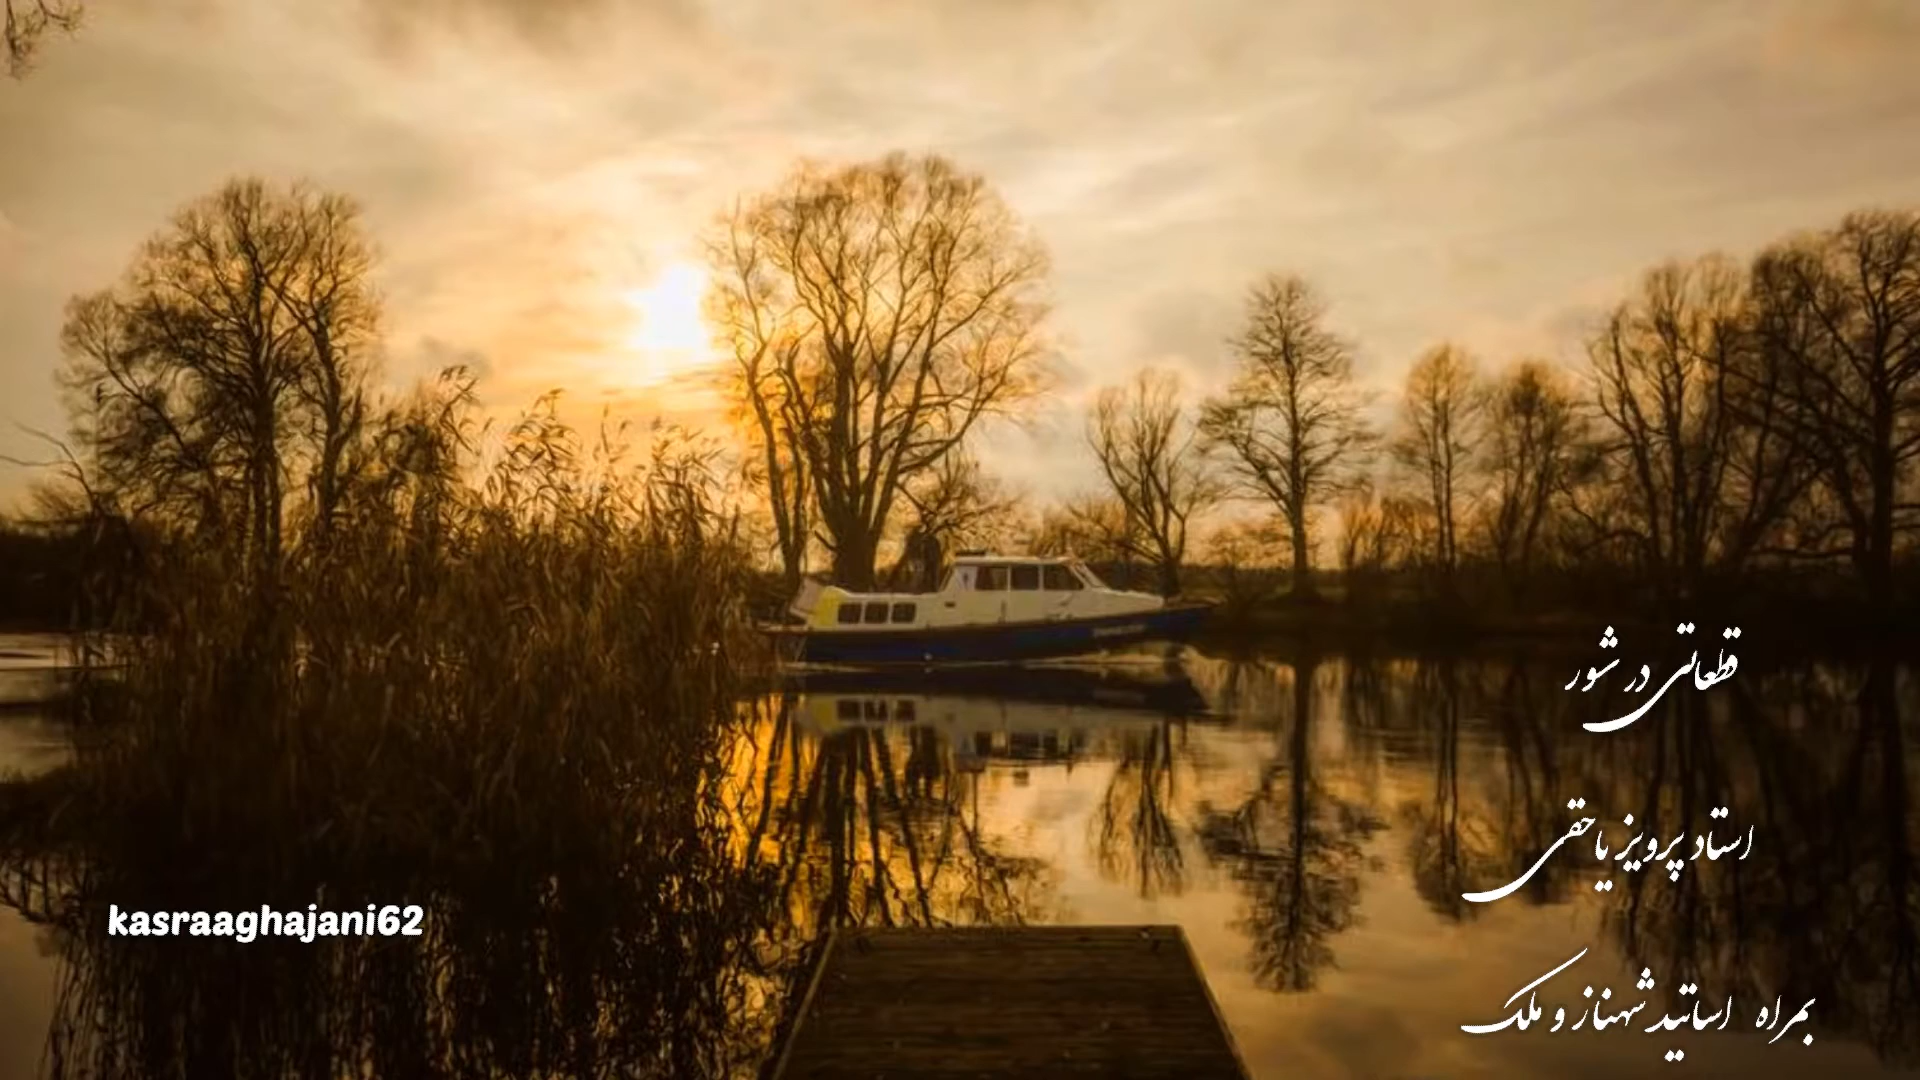 قطعاتی در شور
استاد پرویز یاحقی
بمراه اساتید شهناز و ملک
kasraaghajani62